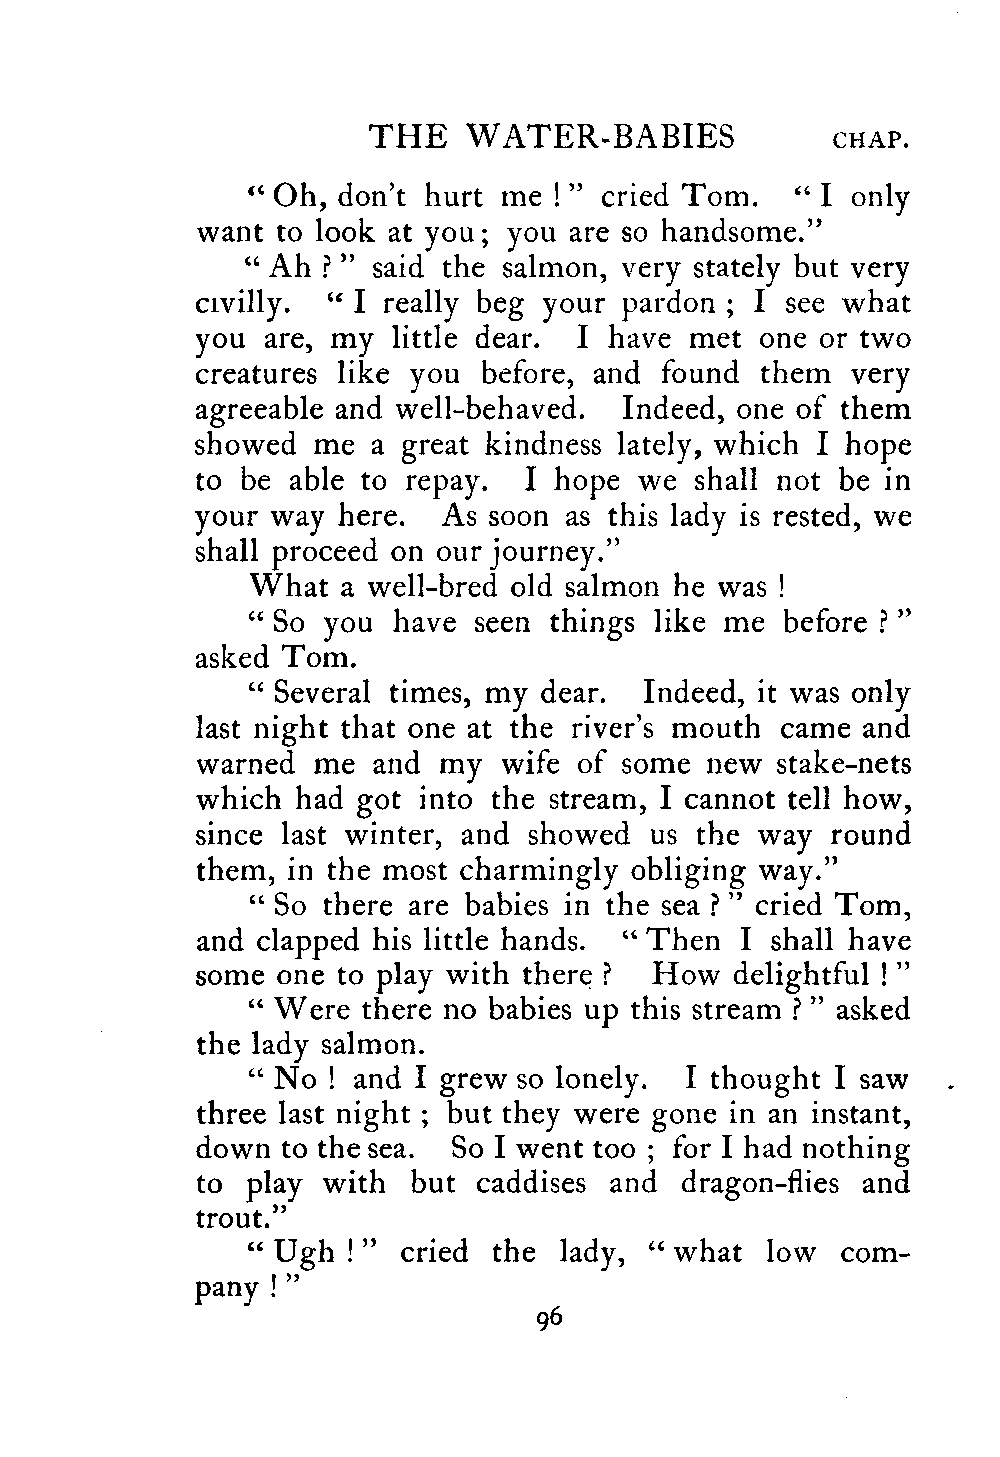 THE WATER-BABIES CHAP.
“ Oh, don't hurt me ! ” cried Tom. “ I only
want to look at you ; you are so handsome.”
“ Ah ? ” said the salmon, very stately but very
civilly. “ I really beg your pardon ; I see what
you are, my little dear. I have met one or two
creatures like you before, and found them very
agreeable and well-behaved. Indeed, one of them
showed me a great kindness lately, which I hope
to be able to repay. I hope we shall not be in
your way here. As soon as this lady is rested, we
shall proceed on our journey.”
What a well-bred old salmon he was !
“ So you have seen things like me before ? ”
asked Tom.
“ Several times, my dear. Indeed, it was only
last night that one at the river's mouth came and
warned me and my wife of some new stake-nets
which had got into the stream, I cannot tell how,
since last winter, and showed us the way round
them, in the most charmingly obliging way.”
“ So there are babies in the sea ? ” cried Tom,
and clapped his little hands. “ Then I shall have
some one to play with there ? How delightful ! ”
“ Were there no babies up this stream ? ” asked
the lady salmon.
“ No ! and I grew so lonely. I thought I saw
three last night ; but they were gone in an instant,
down to the sea. So I went too ; for I had nothing
to play with but caddises and dragon-flies and
trout.”
“ Ugh ! ” cried the lady, “ what low com-
pany ! ”
96